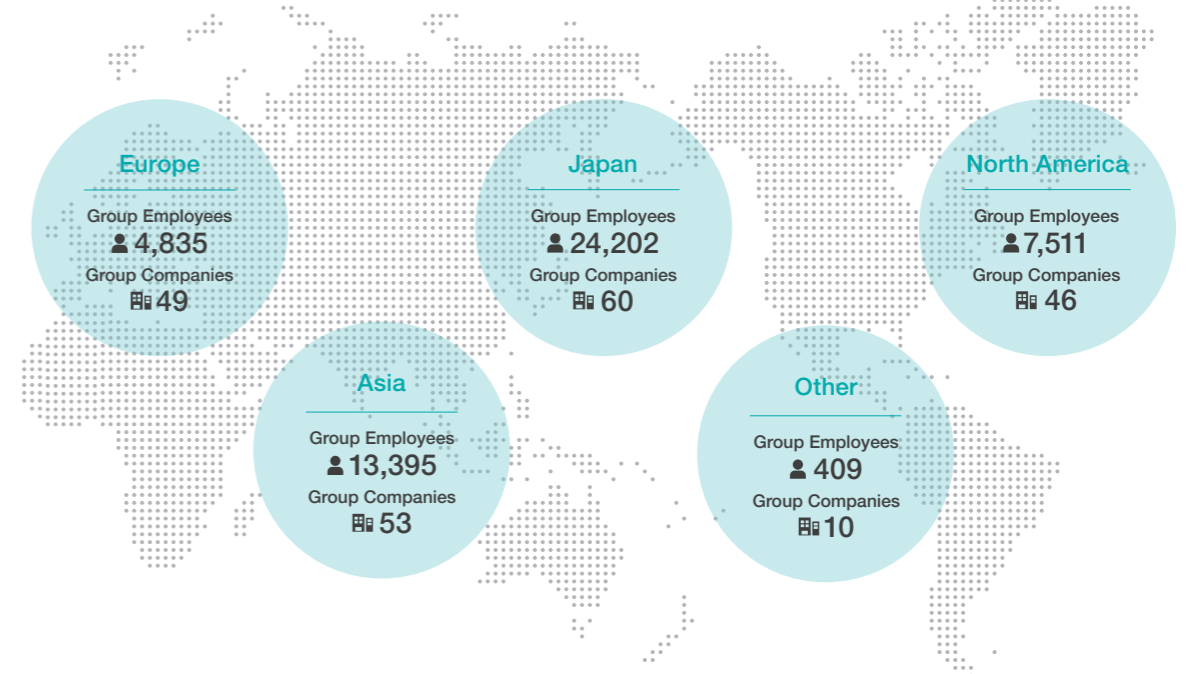 Europe
Group Employees
4,835
Group Companies
49
Japan
Group Employees
24,202
Group Companies
60
North America
Group Employees
7,511
Group Companies
46
Asia
Group Employees
13,395
Group Companies
53
Other
Group Employees
409
Group Companies
10